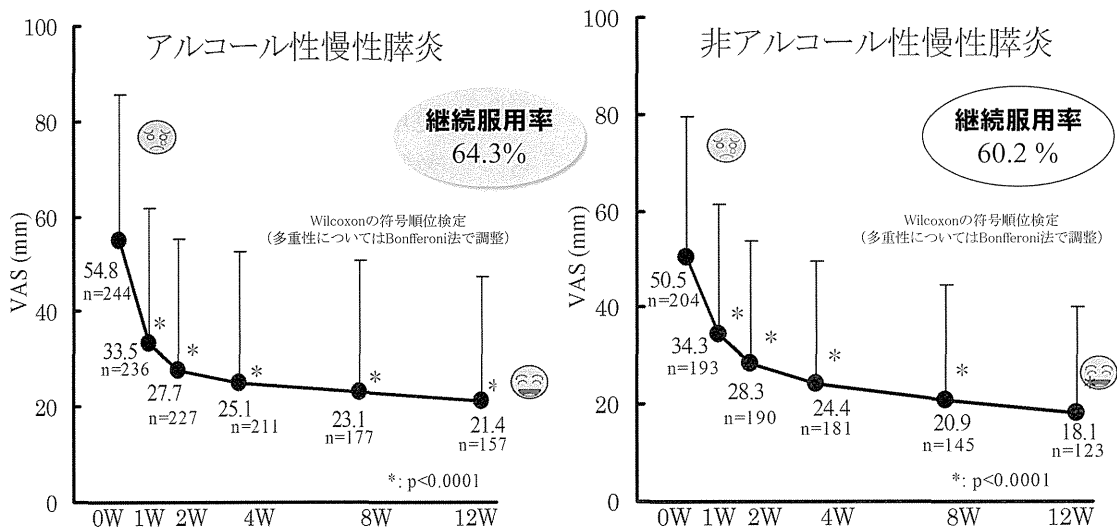 アルコール性慢性膵炎
継続服用率
64.3%
Wilcoxonの符号順位検定
（多重性についてはBonfferoni法で調整）
VAS (mm)
100
80
60
40
20
0
54.8
n=244
33.5
n=236
*
27.7
n=227
*
25.1
n=211
*
23.1
n=177
*
21.4
n=157
*
*: p<0.0001
0W 1W 2W 4W 8W 12W
非アルコール性慢性膵炎
継続服用率
60.2 %
Wilcoxonの符号順位検定
（多重性についてはBonfferoni法で調整）
VAS (mm)
100
80
60
40
20
0
50.5
n=204
34.3
n=193
*
28.3
n=190
*
24.4
n=181
*
20.9
n=145
*
18.1
n=123
*
*: p<0.0001
0W 1W 2W 4W 8W 12W